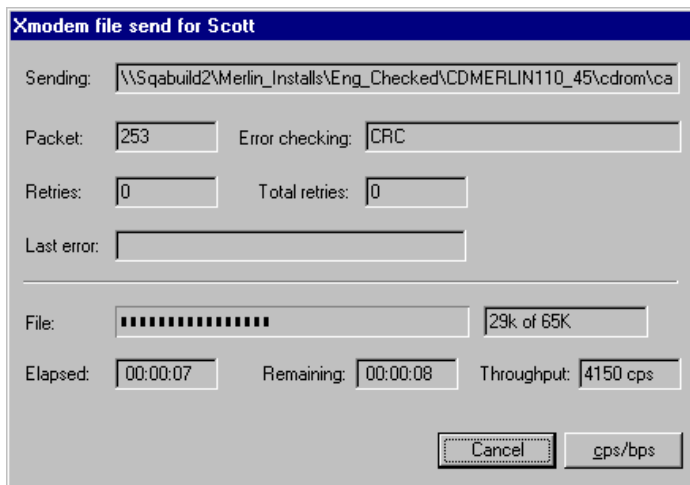 Xmodem file send for Scott
Sending: \\Sqabuild2\Merlin_Installs\Eng_Checked\CDMERLIN110_45\cdrom\ca
Packet: 253 Error checking: CRC
Retries: 0 Total retries: 0
Last error:
File: 29k of 65K
Elapsed: 00:00:07 Remaining: 00:00:08 Throughput: 4150 cps
Cancel cps/bps